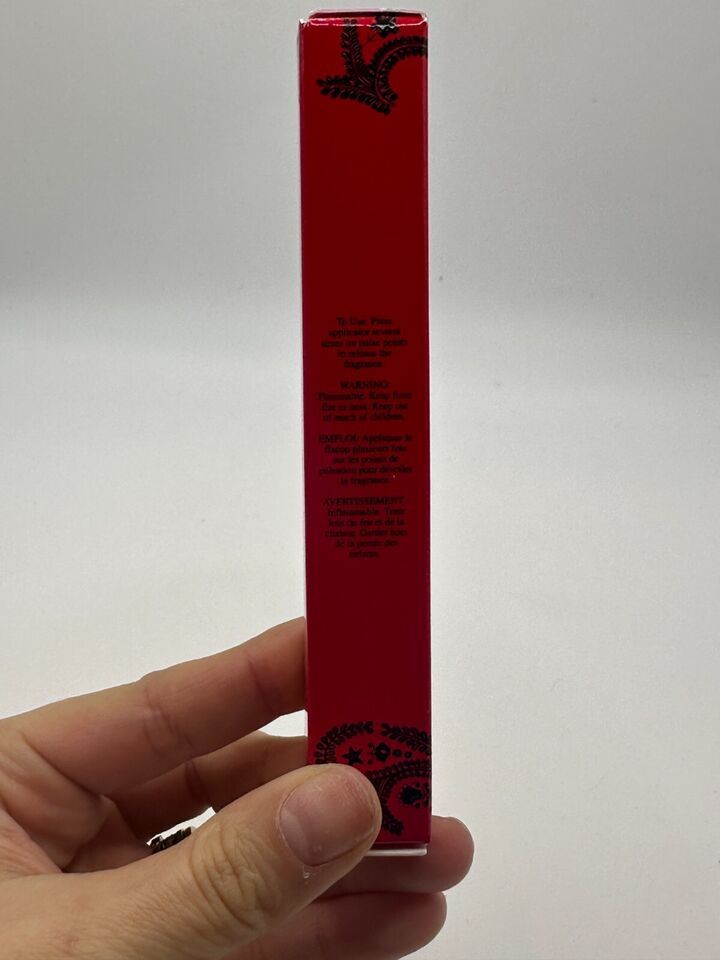 To Use: Press
applicator several
times on pulse points
to release the
fragrance.
WARNING:
Flammable. Keep from
fire or heat. Keep out
of reach of children.
EMPLOI: Appliquer le
flacon plusieurs fois
sur les points de
pulsation pour dévoiler
la fragrance.
AVERTISSEMENT:
Inflammable. Tenir
loin du feu et de la
chaleur. Garder hors
de la portée des
enfants.